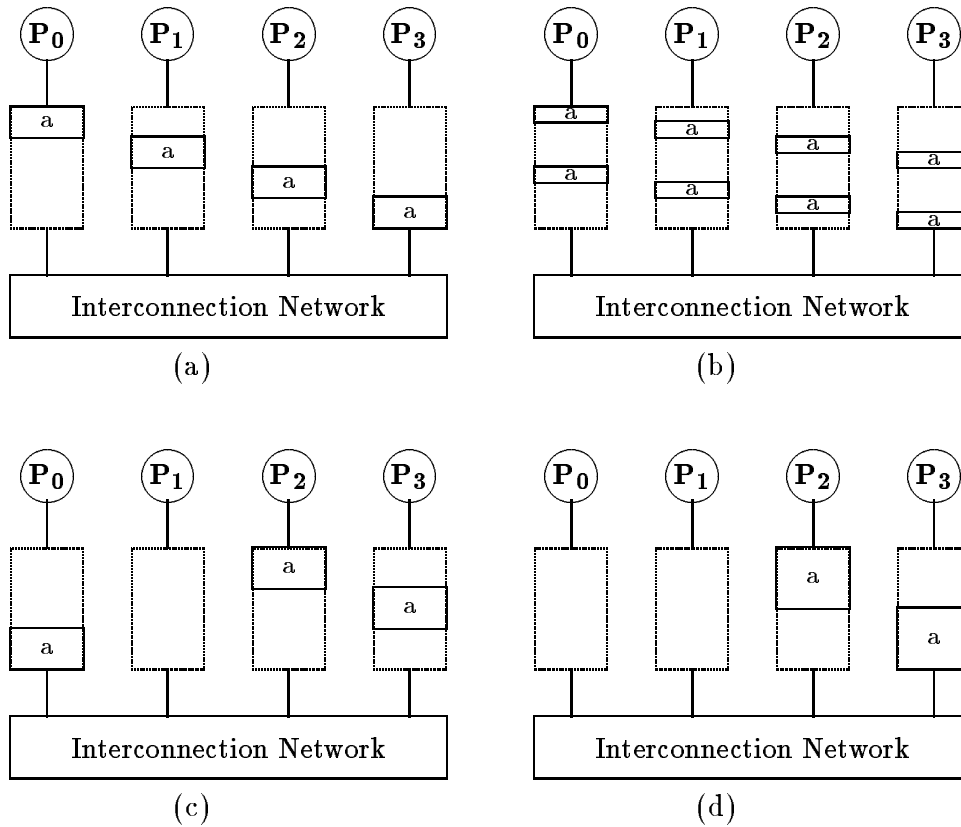 P0 P1 P2 P3
a
a
a
a
Interconnection Network
(a)
P0 P1 P2 P3
a
a
a
a
a
a
a
a
Interconnection Network
(b)
P0 P1 P2 P3
a
a
a
Interconnection Network
(c)
P0 P1 P2 P3
a
a
Interconnection Network
(d)